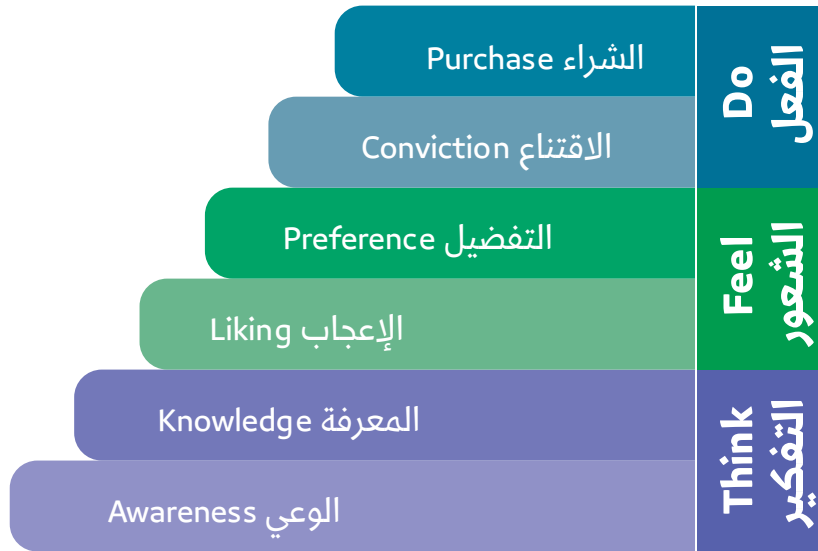 الشراء Purchase
الاقتناع Conviction
Do
الفعل
التفضيل Preference
الإعجاب Liking
Feel
الشعور
المعرفة Knowledge
الوعي Awareness
Think
التفكير